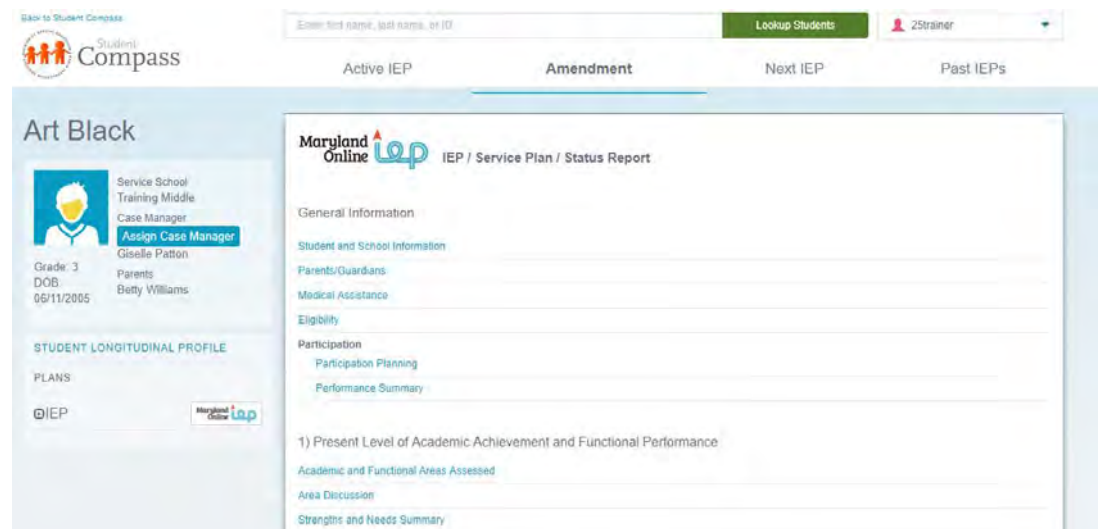 Back to Student Compass
Enter first name, last name, or ID
Lookup Students
25trainer
Student
Compass
Active IEP
Amendment
Next IEP
Past IEPs
Art Black
Service School
Training Middle
Case Manager
Assign Case Manager
Giselle Patton
Grade: 3
DOB:
06/11/2005
Parents
Betty Williams
STUDENT LONGITUDINAL PROFILE
PLANS
IEP
Maryland
Online iep
Maryland
Online iep
IEP / Service Plan / Status Report
General Information
Student and School Information
Parents/Guardians
Medical Assistance
Eligibility
Participation
Participation Planning
Performance Summary
1) Present Level of Academic Achievement and Functional Performance
Academic and Functional Areas Assessed
Area Discussion
Strengths and Needs Summary